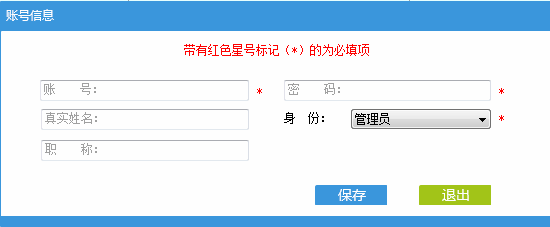 账号信息
带有红色星号标记（*）的为必填项
账　号： * 密　码： *
真实姓名： 身　份： 管理员 *
职　称：
保存 退出